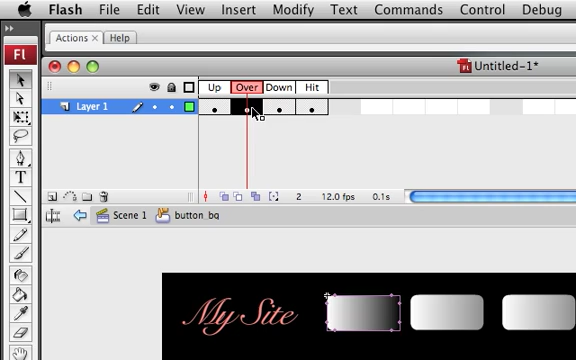 Flash File Edit View Insert Modify Text Commands Control Debug
Actions × Help
Fl
Untitled-1*
Up Over Down Hit
Layer 1
2 12.0 fps 0.1s
Scene 1 button_bg
T
My Site